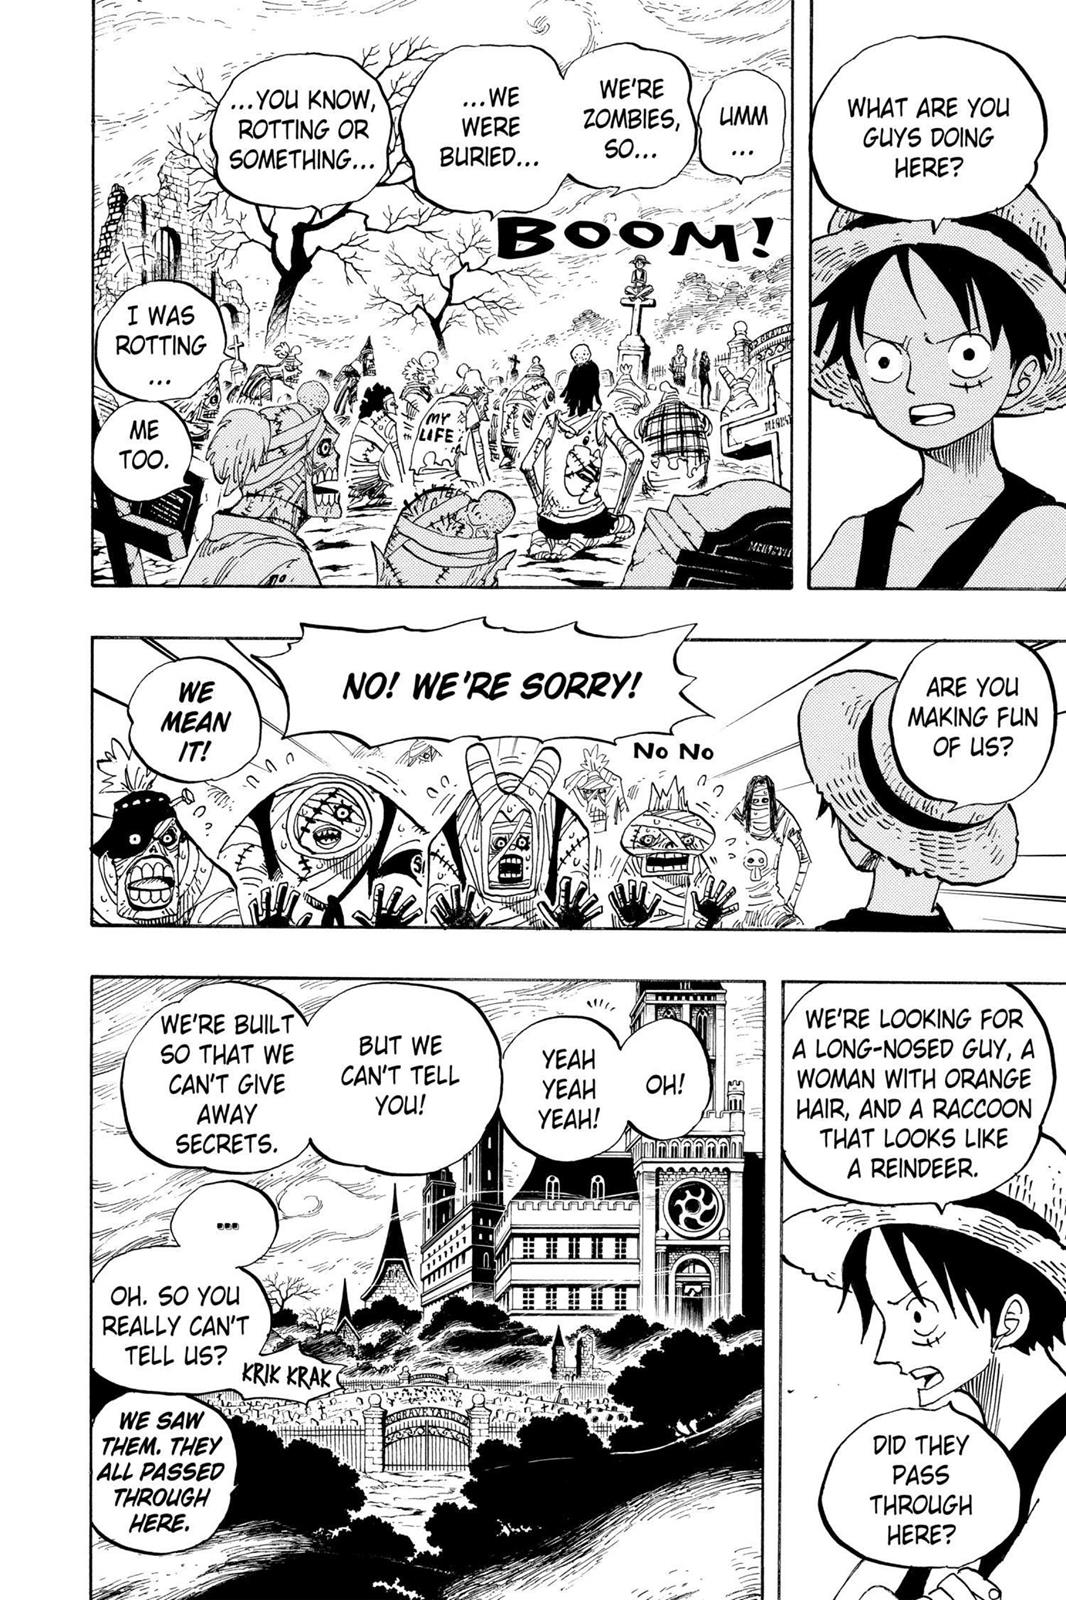 WHAT ARE YOU
GUYS DOING
HERE?
UMM
...
WE'RE
ZOMBIES,
SO...
...WE
WERE
BURIED...
...YOU KNOW,
ROTTING OR
SOMETHING...
BOOM!
I WAS
ROTTING
...
ME
TOO.
MY
LIFE
ARE YOU
MAKING FUN
OF US?
NO! WE'RE SORRY!
NO NO
WE
MEAN
IT!
WE'RE LOOKING FOR
A LONG-NOSED GUY, A
WOMAN WITH ORANGE
HAIR, AND A RACCOON
THAT LOOKS LIKE
A REINDEER.
DID THEY
PASS
THROUGH
HERE?
OH!
YEAH
YEAH
YEAH!
BUT WE
CAN'T TELL
YOU!
WE'RE BUILT
SO THAT WE
CAN'T GIVE
AWAY
SECRETS.
...
OH. SO YOU
REALLY CAN'T
TELL US?
KRIK KRAK
GRAVEYARD
WE SAW
THEM. THEY
ALL PASSED
THROUGH
HERE.